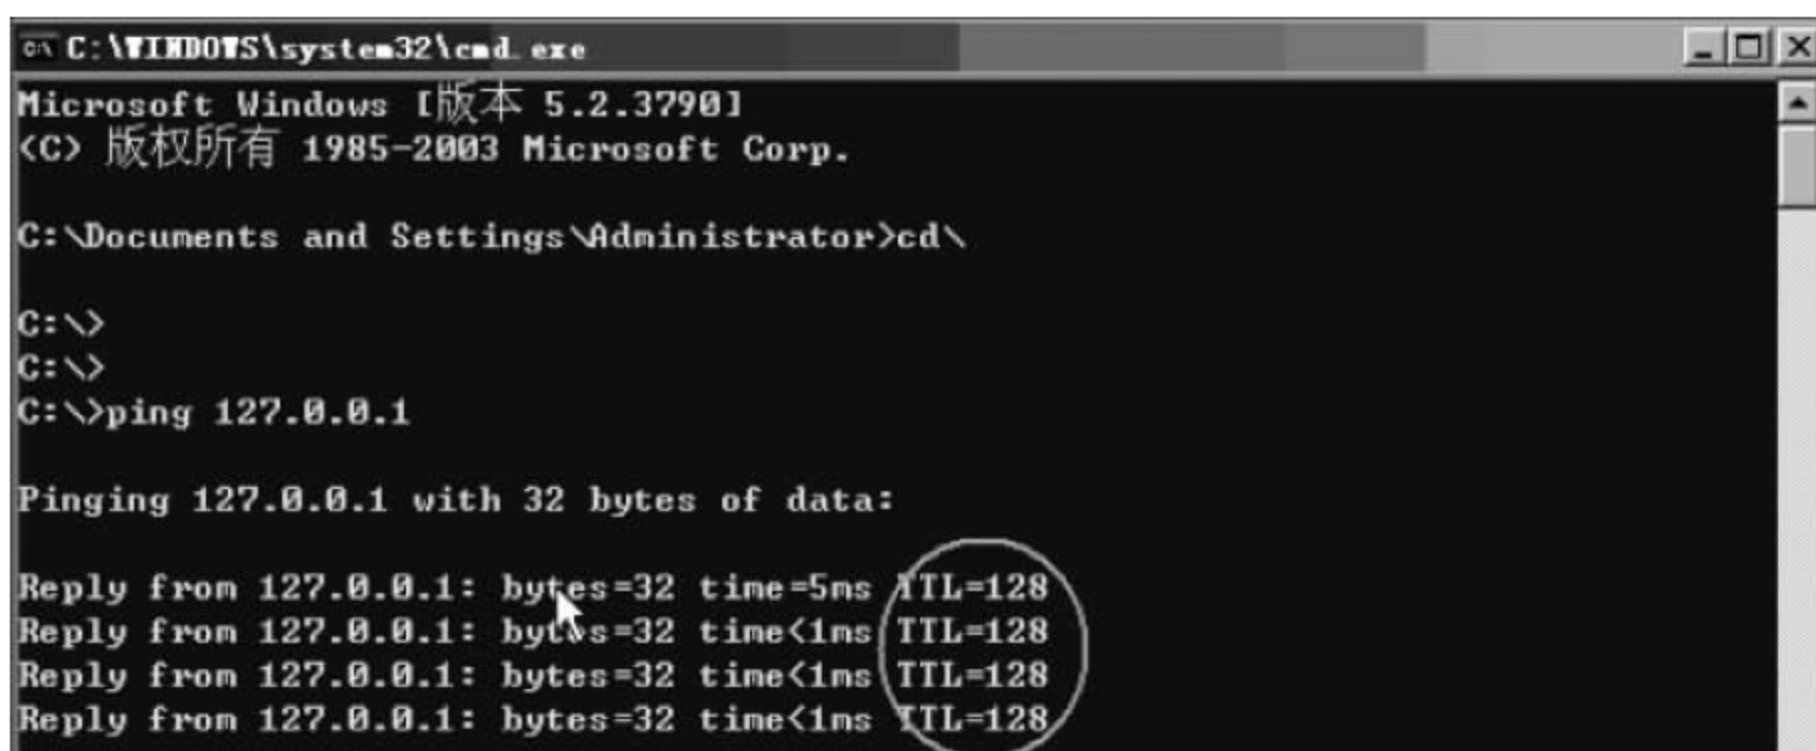 C:\WINDOWS\system32\cmd.exe
Microsoft Windows [版本 5.2.3790]
(C) 版权所有 1985-2003 Microsoft Corp.
C:\Documents and Settings\Administrator>cd\
C:\>
C:\>
C:\>ping 127.0.0.1
Pinging 127.0.0.1 with 32 bytes of data:
Reply from 127.0.0.1: bytes=32 time=5ms TTL=128
Reply from 127.0.0.1: bytes=32 time<1ms TTL=128
Reply from 127.0.0.1: bytes=32 time<1ms TTL=128
Reply from 127.0.0.1: bytes=32 time<1ms TTL=128